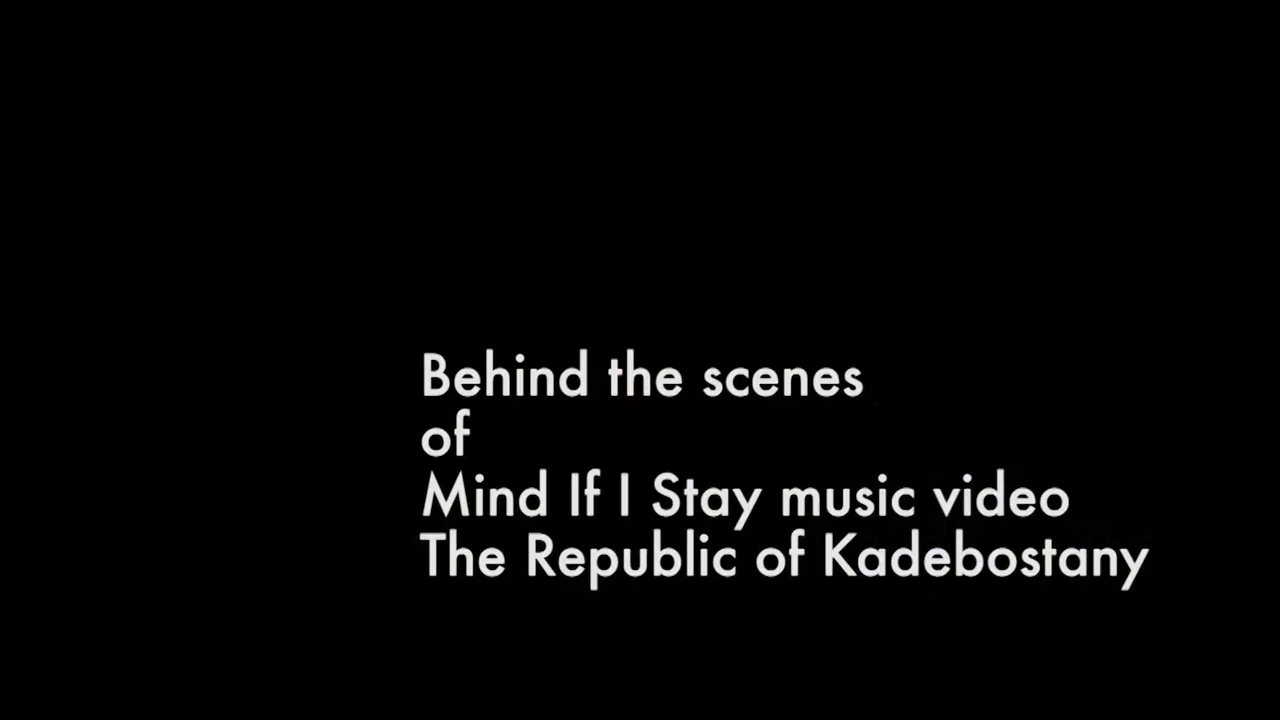 Behind the scenes
of
Mind If I Stay music video
The Republic of Kadebostany